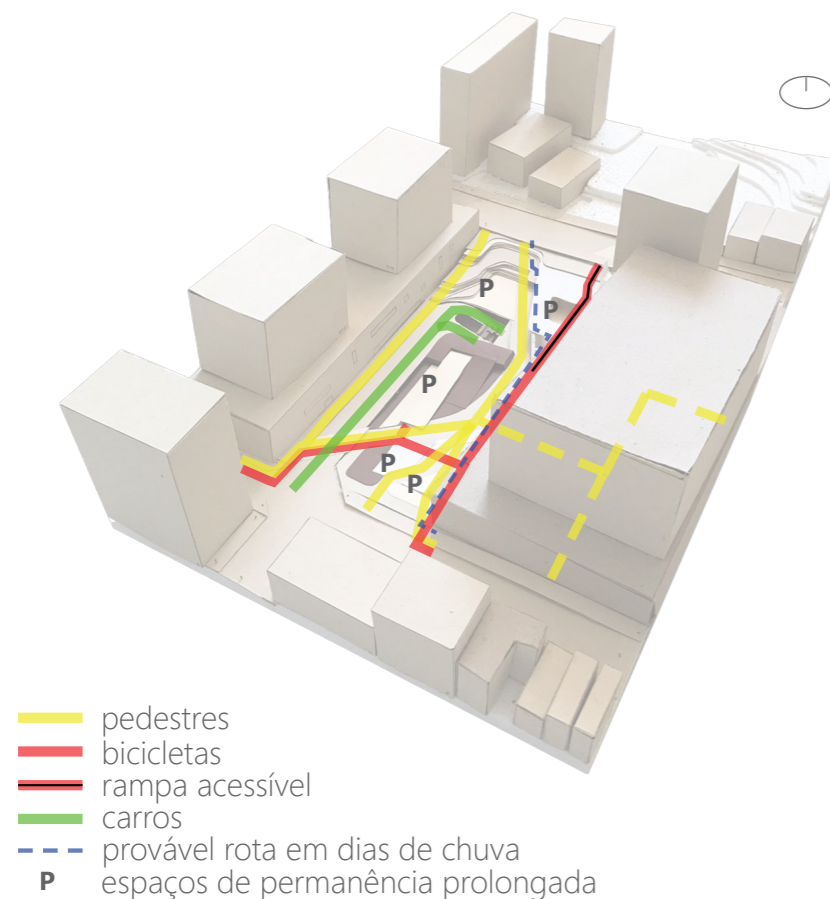 P
P
P
P
P
pedestres
bicicletas
rampa acessível
carros
provável rota em dias de chuva
P espaços de permanência prolongada